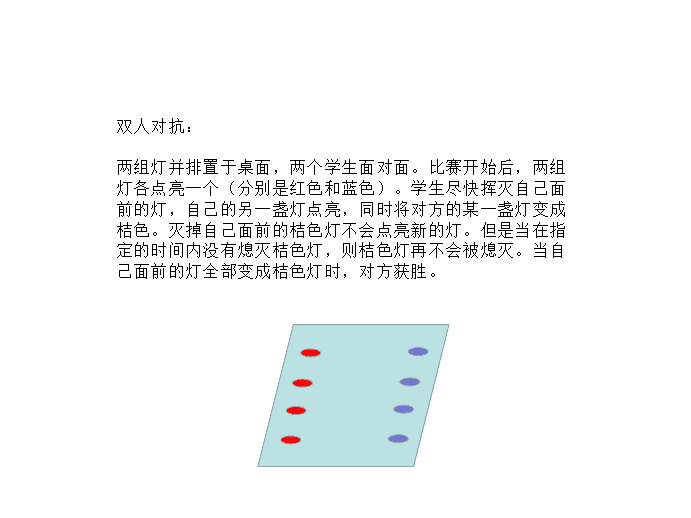 双人对抗：
两组灯并排置于桌面，两个学生面对面。比赛开始后，两组
灯各点亮一个（分别是红色和蓝色）。学生尽快挥灭自己面
前的灯，自己的另一盏灯点亮，同时将对方的某一盏灯变成
桔色。灭掉自己面前的桔色灯不会点亮新的灯。但是当在指
定的时间内没有熄灭桔色灯，则桔色灯再不会被熄灭。当自
己面前的灯全部变成桔色灯时，对方获胜。